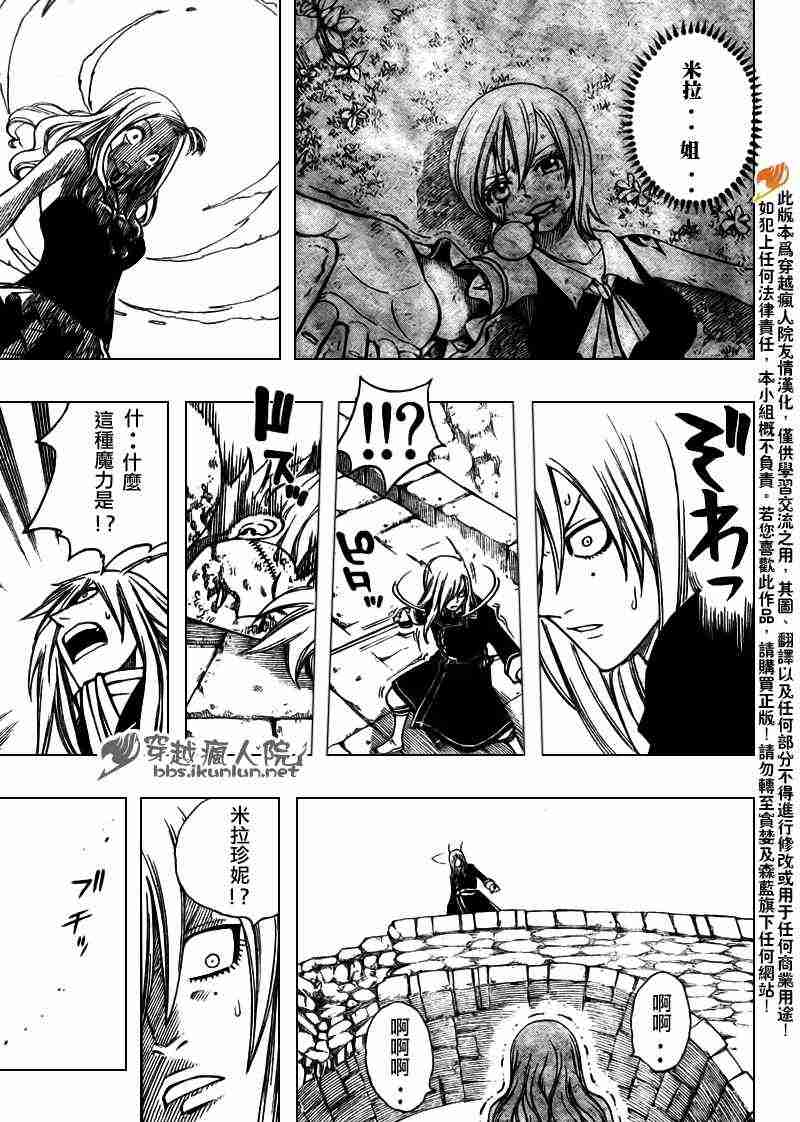 米拉．．姐．．
ぞわっ
!!?
ピロ
ドズ
什．．什麼
這種魔力是!?
啊啊．．
啊啊啊．．
米拉珍妮!?
ブチ
穿越瘋人院
bbs.ikunlun.net
此版本爲穿越瘋人院友情漢化，僅供學習交流之用，其圖、翻譯以及任何部分不得進行修改或用于任何商業用途！
如犯上任何法律責任，本小組概不負責。若您喜歡此作品，請購買正版！請勿轉至貪婪及森藍旗下任何網站！